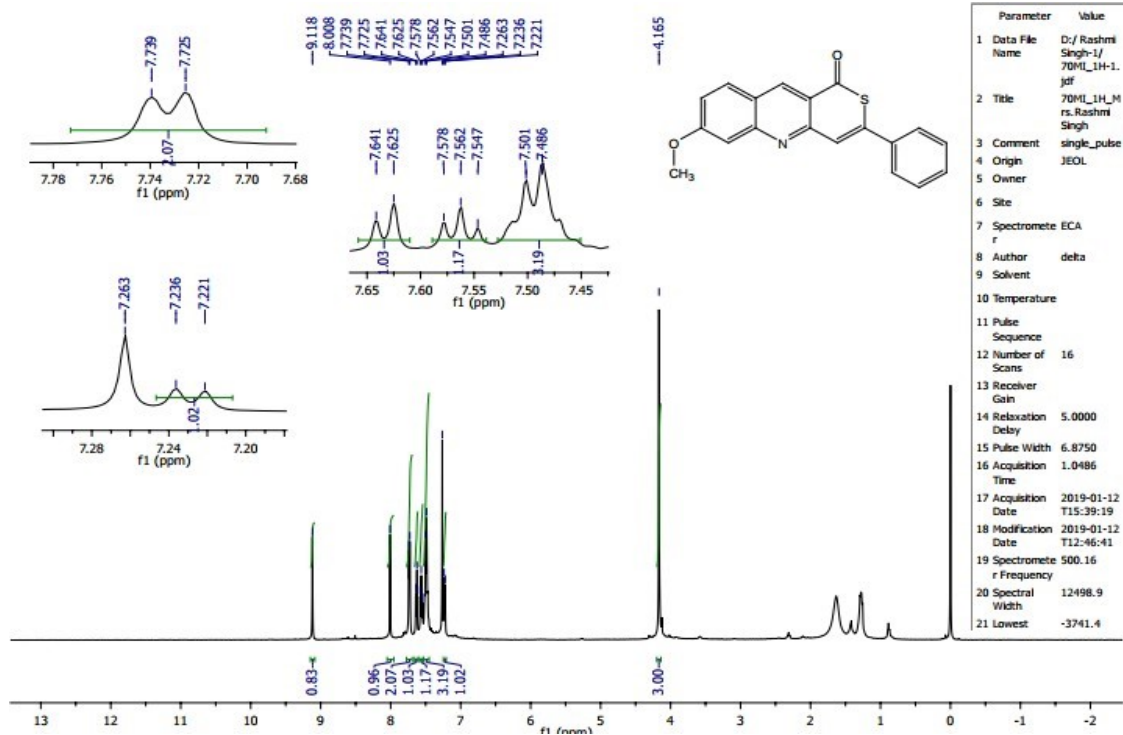 9.118
8.008
7.739
7.725
7.641
7.625
7.578
7.562
7.547
7.501
7.486
7.263
7.236
7.221
4.165
7.739
7.725
2.07
7.78 7.76 7.74 7.72 7.70 7.68
f1 (ppm)
7.641
7.625
7.578
7.562
7.547
7.501
7.486
1.03
1.17
3.19
7.65 7.60 7.55 7.50 7.45
f1 (ppm)
7.263
7.236
7.221
1.02
7.28 7.24 7.20
f1 (ppm)
O
S
N
O
CH3
Parameter Value
1 Data File Name D:/ Rashmi Singh-1/ 70MI_1H-1. jdf
2 Title 70MI_1H_M rs.Rashmi Singh
3 Comment single_pulse
4 Origin JEOL
5 Owner
6 Site
7 Spectromete r ECA
8 Author delta
9 Solvent
10 Temperature
11 Pulse Sequence
12 Number of Scans 16
13 Receiver Gain
14 Relaxation Delay 5.0000
15 Pulse Width 6.8750
16 Acquisition Time 1.0486
17 Acquisition Date 2019-01-12 T15:39:19
18 Modification Date 2019-01-12 T12:46:41
19 Spectromete r Frequency 500.16
20 Spectral Width 12498.9
21 Lowest -3741.4
0.83
0.96
2.07
1.03
1.17
3.19
1.02
3.00
13 12 11 10 9 8 7 6 5 4 3 2 1 0 -1 -2
f1 (ppm)